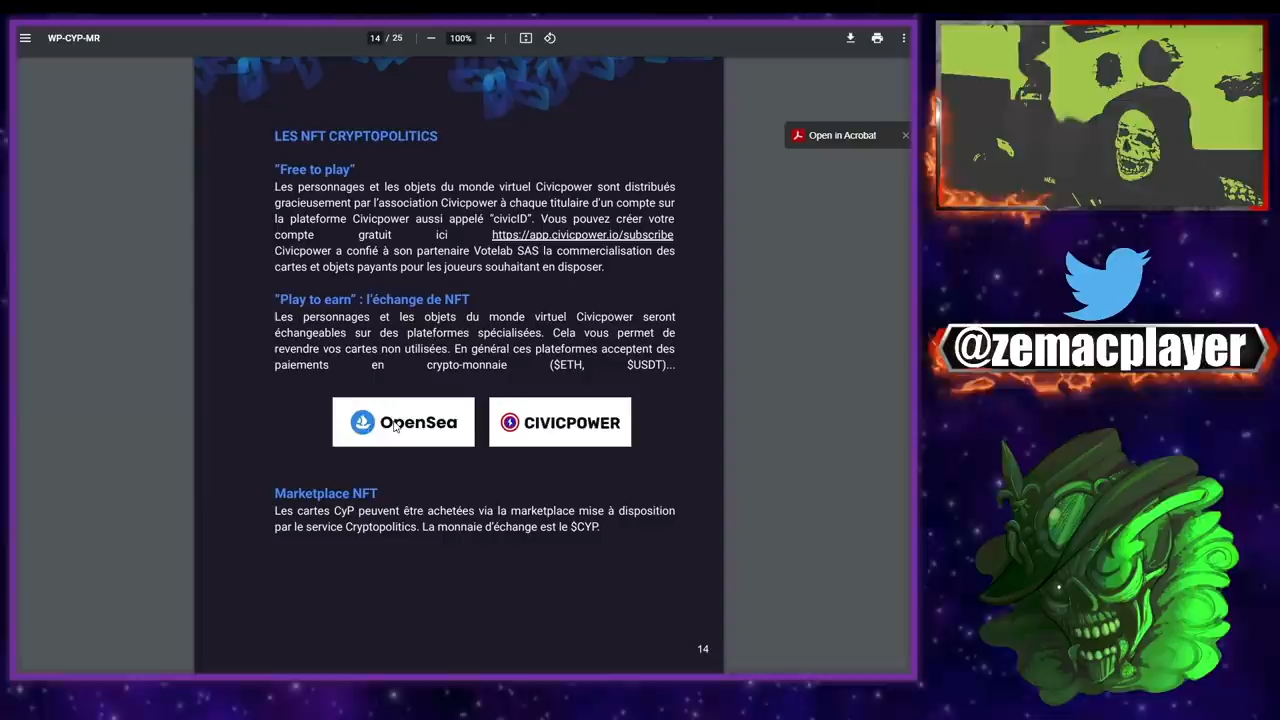 WP-CYP-MR
14 / 25
100%
Open in Acrobat
LES NFT CRYPTOPOLITICS
"Free to play"
Les personnages et les objets du monde virtuel Civicpower sont distribués
gracieusement par l'association Civicpower à chaque titulaire d'un compte sur
la plateforme Civicpower aussi appelé "civicID". Vous pouvez créer votre
compte gratuit ici https://app.civicpower.io/subscribe
Civicpower a confié à son partenaire Votelab SAS la commercialisation des
cartes et objets payants pour les joueurs souhaitant en disposer.
"Play to earn" : l'échange de NFT
Les personnages et les objets du monde virtuel Civicpower seront
échangeables sur des plateformes spécialisées. Cela vous permet de
revendre vos cartes non utilisées. En général ces plateformes acceptent des
paiements en crypto-monnaie ($ETH, $USDT)...
OpenSea
CIVICPOWER
Marketplace NFT
Les cartes CyP peuvent être achetées via la marketplace mise à disposition
par le service Cryptopolitics. La monnaie d'échange est le $CYP.
14
@zemacplayer